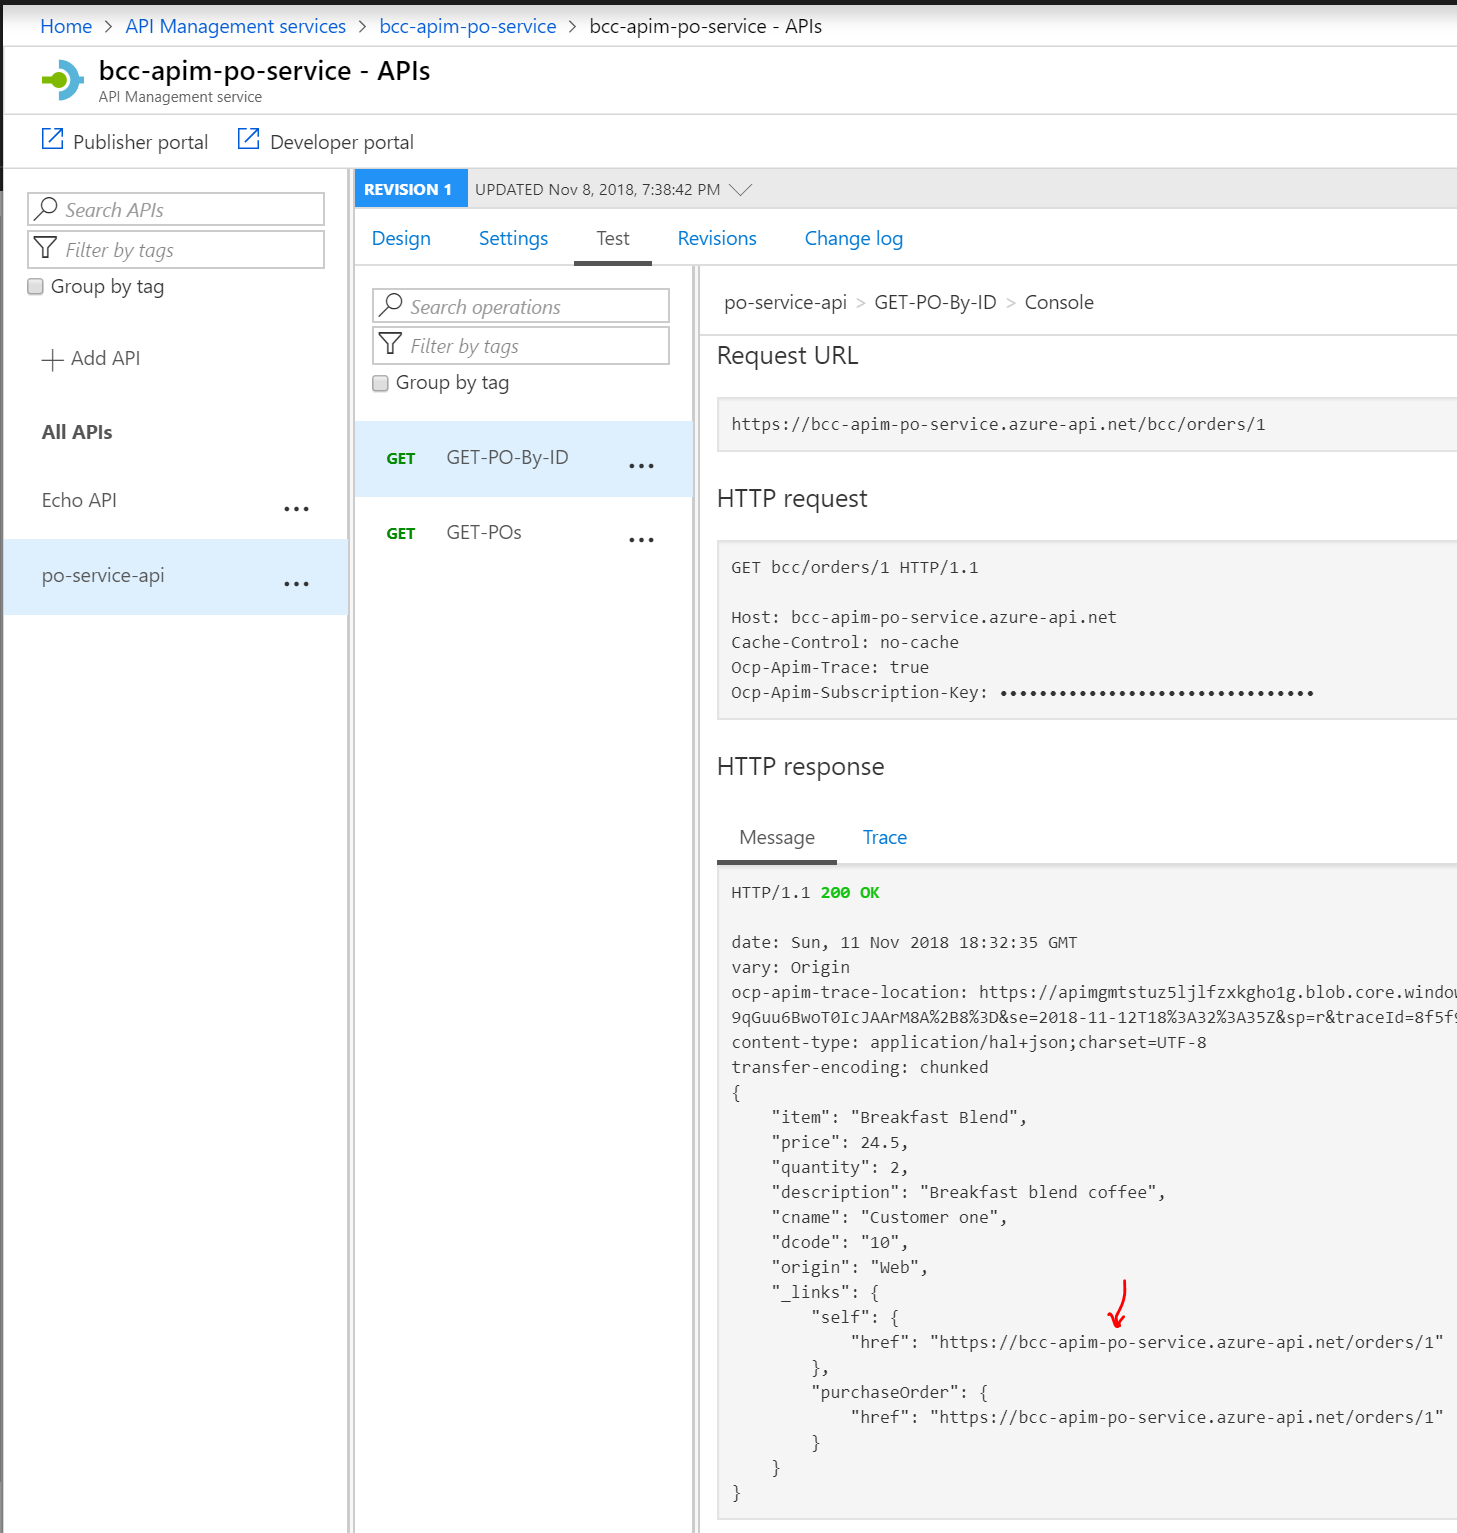 Home > API Management services > bcc-apim-po-service > bcc-apim-po-service - APIs
bcc-apim-po-service - APIs
API Management service
Publisher portal Developer portal
Search APIs
Filter by tags
Group by tag
Add API
All APIs
Echo API ...
po-service-api ...
REVISION 1 UPDATED Nov 8, 2018, 7:38:42 PM
Design Settings Test Revisions Change log
Search operations
Filter by tags
Group by tag
GET GET-PO-By-ID ...
GET GET-POs ...
po-service-api > GET-PO-By-ID > Console
Request URL
https://bcc-apim-po-service.azure-api.net/bcc/orders/1
HTTP request
GET bcc/orders/1 HTTP/1.1
Host: bcc-apim-po-service.azure-api.net
Cache-Control: no-cache
Ocp-Apim-Trace: true
Ocp-Apim-Subscription-Key: ••••••••••••••••••••••••••••••••
HTTP response
Message Trace
HTTP/1.1 200 OK
date: Sun, 11 Nov 2018 18:32:35 GMT
vary: Origin
ocp-apim-trace-location: https://apimgmtstuz5ljlfzxkgho1g.blob.core.window
9qGuu6BwoT0IcJAArM8A%2B8%3D&se=2018-11-12T18%3A32%3A35Z&sp=r&traceId=8f5f9
content-type: application/hal+json;charset=UTF-8
transfer-encoding: chunked
{
"item": "Breakfast Blend",
"price": 24.5,
"quantity": 2,
"description": "Breakfast blend coffee",
"cname": "Customer one",
"dcode": "10",
"origin": "Web",
"_links": {
"self": {
"href": "https://bcc-apim-po-service.azure-api.net/orders/1"
},
"purchaseOrder": {
"href": "https://bcc-apim-po-service.azure-api.net/orders/1"
}
}
}